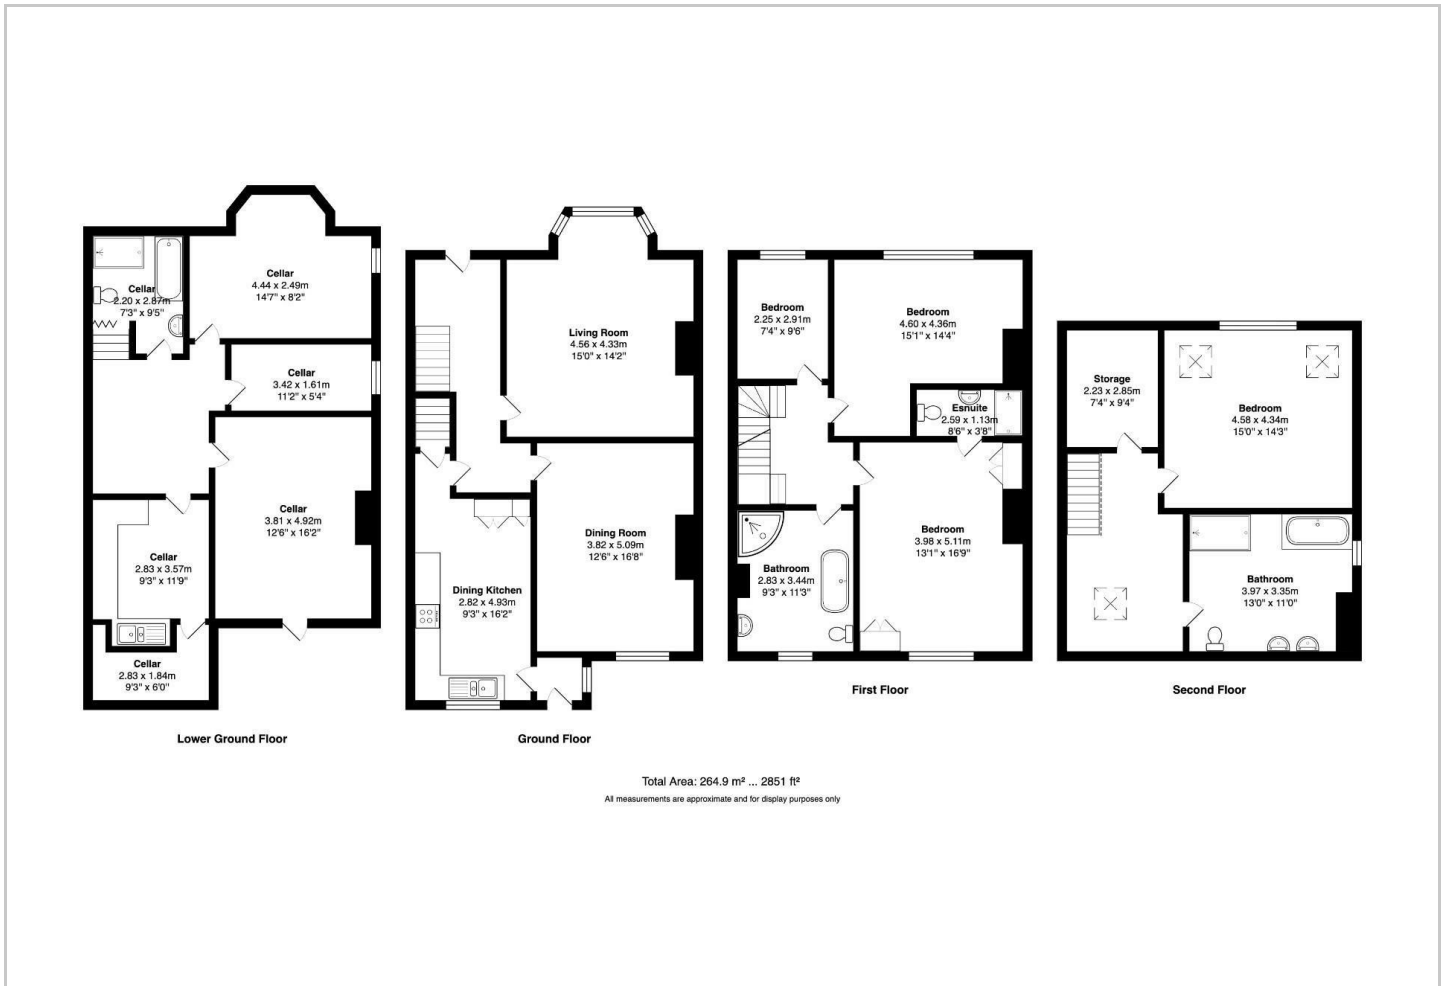 Cellar
2.20 x 2.87m
7'3" x 9'5"
Cellar
4.44 x 2.49m
14'7" x 8'2"
Cellar
3.42 x 1.61m
11'2" x 5'4"
Cellar
3.81 x 4.92m
12'6" x 16'2"
Cellar
2.83 x 3.57m
9'3" x 11'9"
Cellar
2.83 x 1.84m
9'3" x 6'0"
Lower Ground Floor
Living Room
4.56 x 4.33m
15'0" x 14'2"
Dining Room
3.82 x 5.09m
12'6" x 16'8"
Dining Kitchen
2.82 x 4.93m
9'3" x 16'2"
Ground Floor
Bedroom
2.25 x 2.91m
7'4" x 9'6"
Bedroom
4.60 x 4.36m
15'1" x 14'4"
Esnuite
2.59 x 1.13m
8'6" x 3'8"
Bedroom
3.98 x 5.11m
13'1" x 16'9"
Bathroom
2.83 x 3.44m
9'3" x 11'3"
First Floor
Storage
2.23 x 2.85m
7'4" x 9'4"
Bedroom
4.58 x 4.34m
15'0" x 14'3"
Bathroom
3.97 x 3.35m
13'0" x 11'0"
Second Floor
Total Area: 264.9 m² ... 2851 ft²
All measurements are approximate and for display purposes only